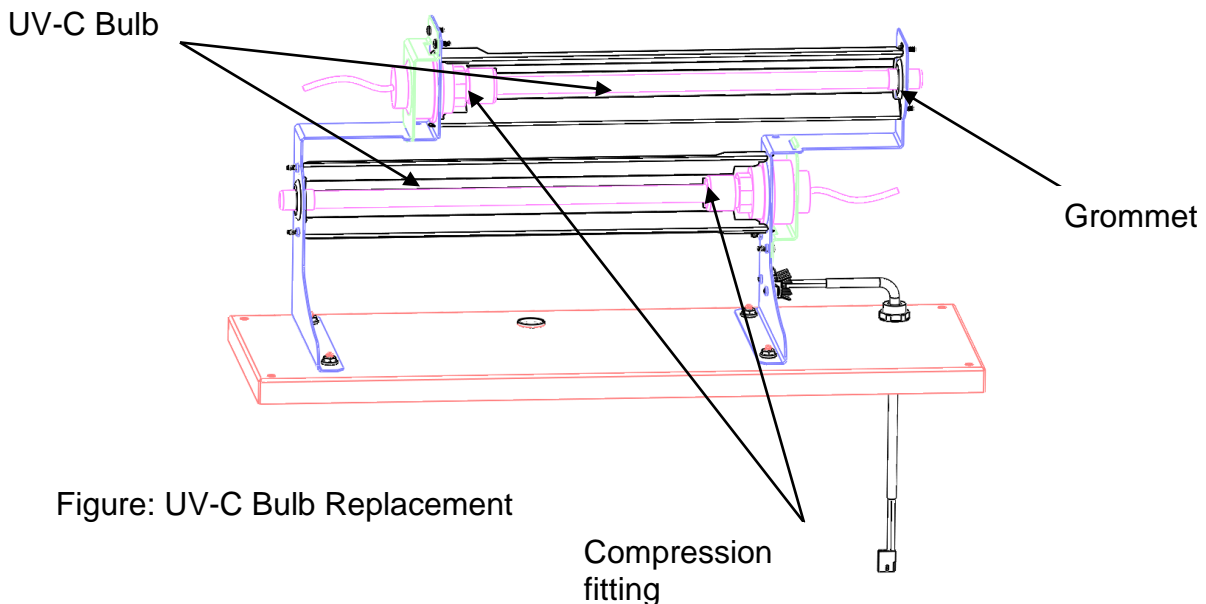 UV-C Bulb
Grommet
Figure: UV-C Bulb Replacement
Compression
fitting